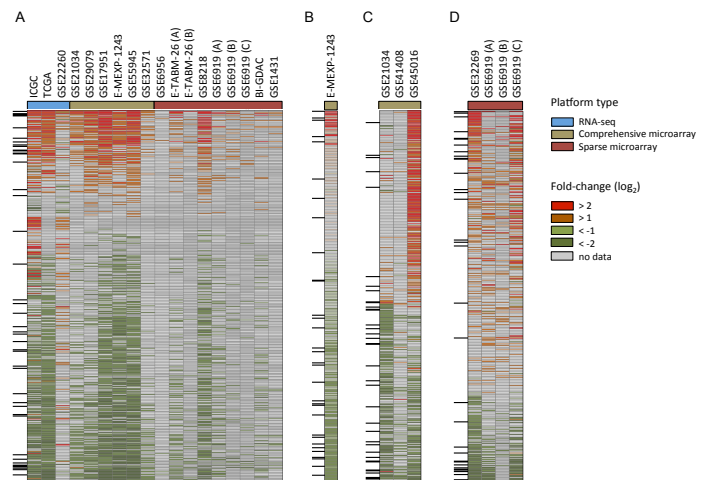 A
B
C
D
ICGC
TCGA
GSE22260
GSE21034
GSE29079
GSE17951
E-MEXP-1243
GSE55945
GSE32571
GSE6956
E-TABM-26 (A)
E-TABM-26 (B)
GSE8218
GSE6919 (A)
GSE6919 (B)
GSE6919 (C)
BI-GDAC
GSE1431
E-MEXP-1243
GSE21034
GSE41408
GSE45016
GSE32269
GSE6919 (A)
GSE6919 (B)
GSE6919 (C)
Platform type
RNA-seq
Comprehensive microarray
Sparse microarray
Fold-change (log2)
> 2
> 1
< -1
< -2
no data